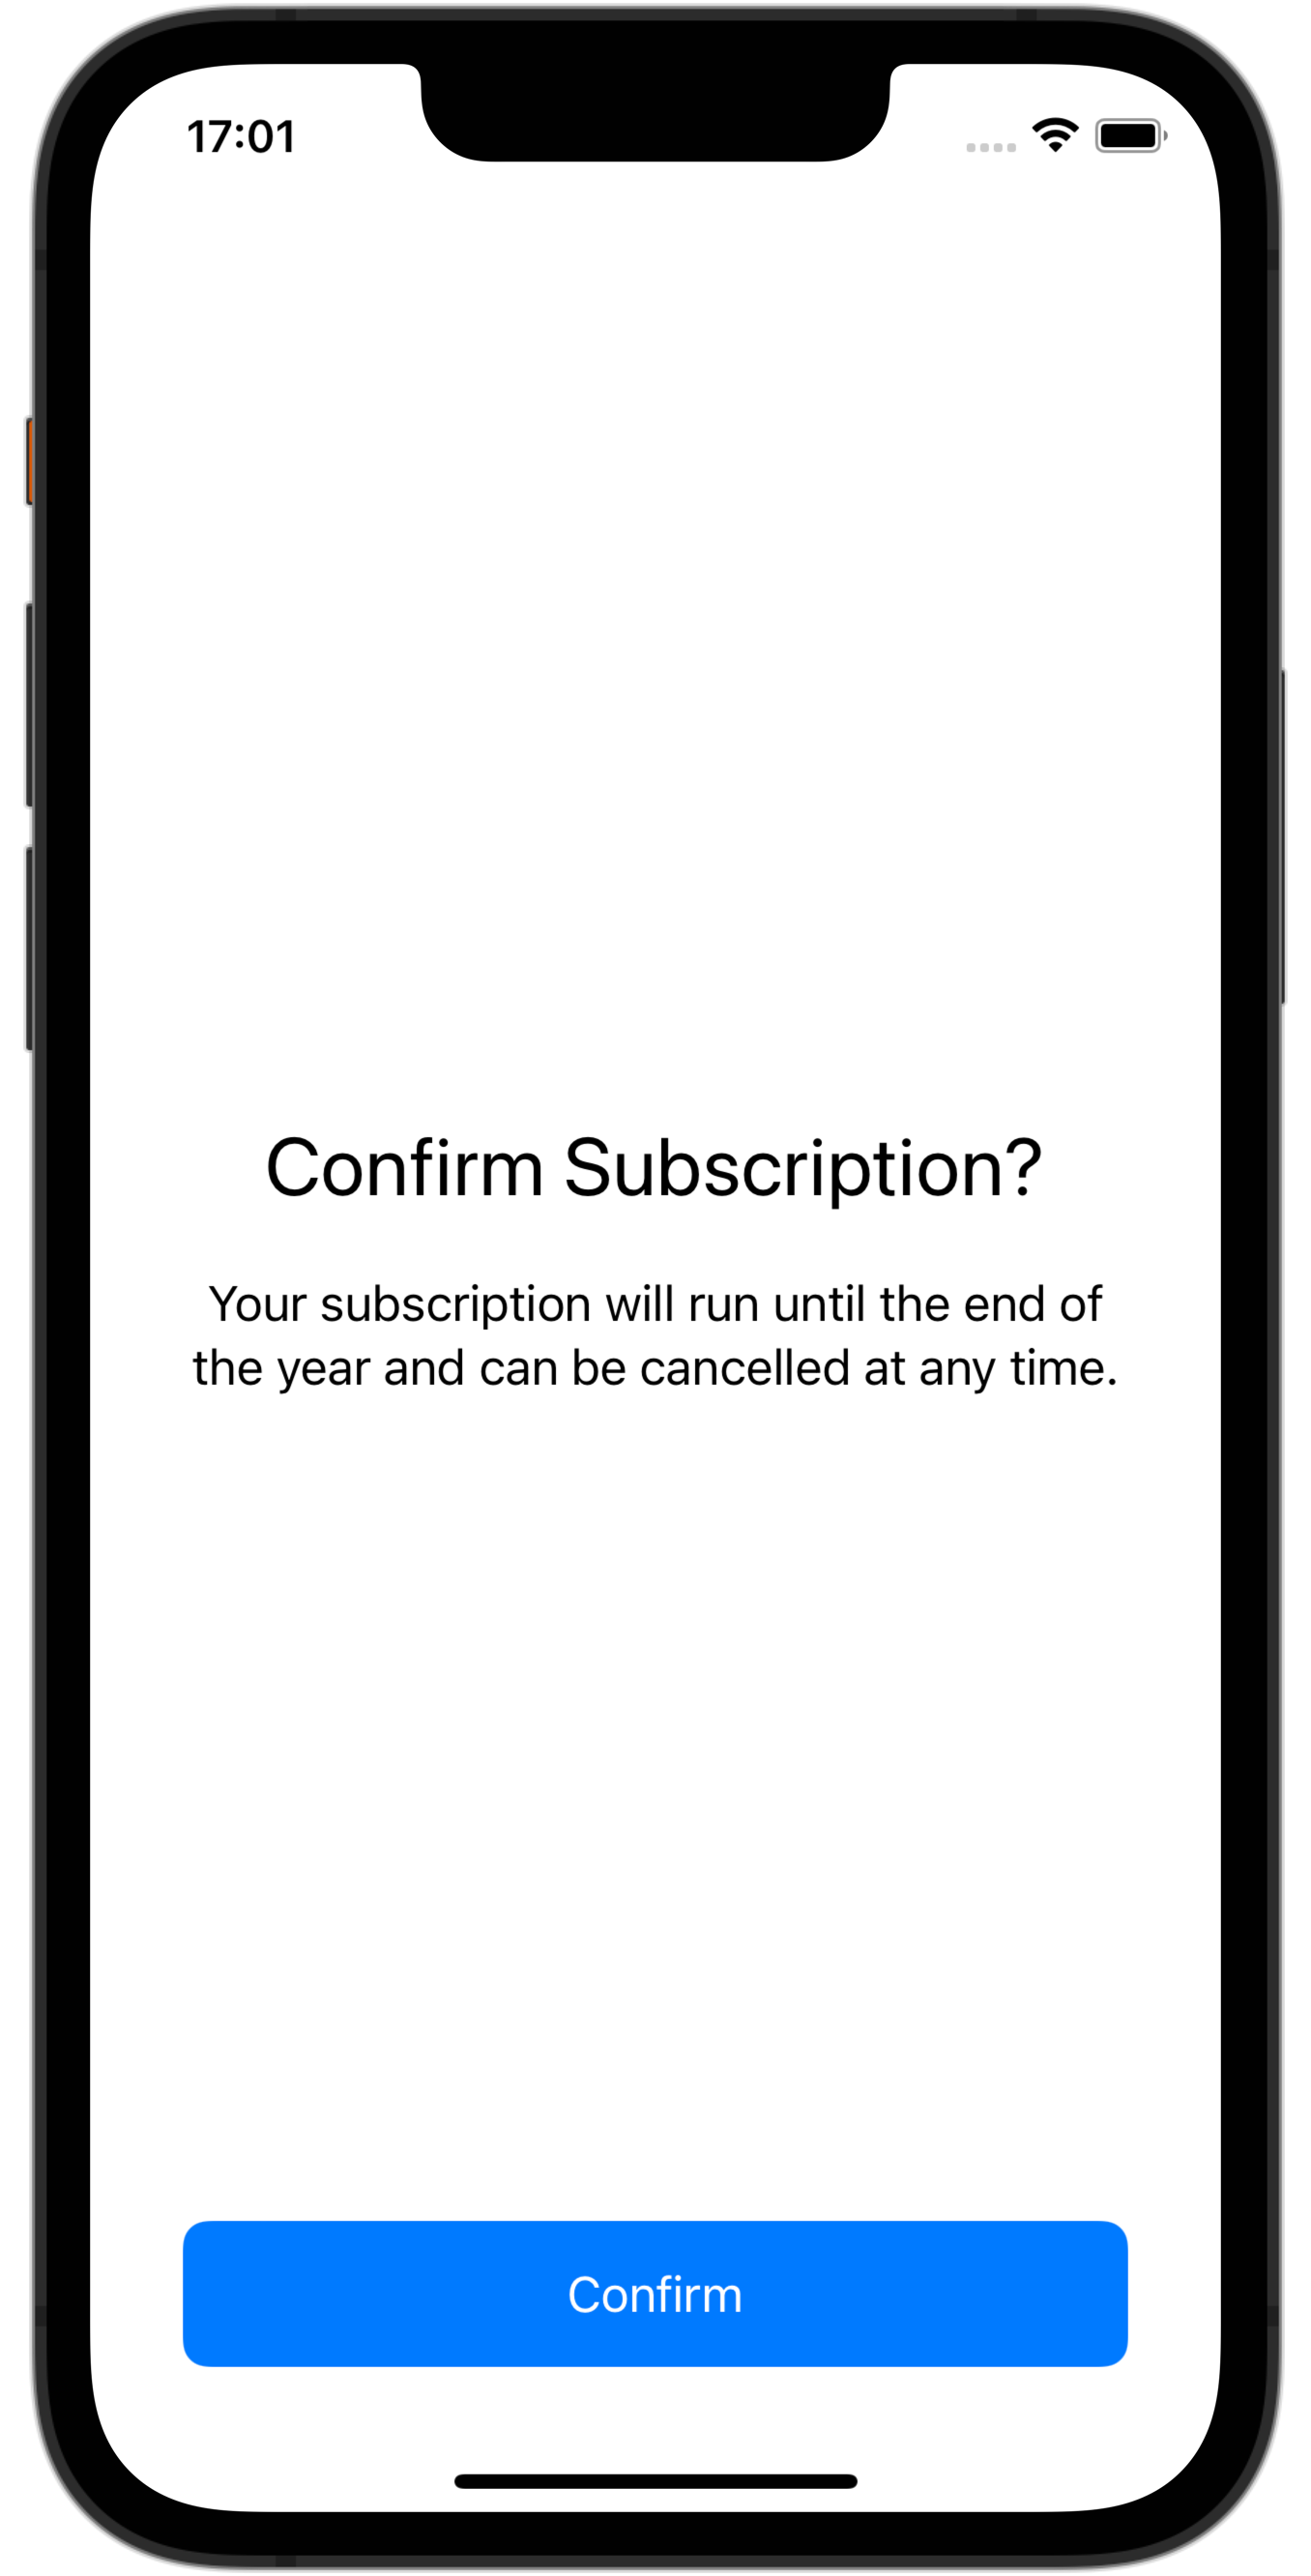 17:01
Confirm Subscription?
Your subscription will run until the end of
the year and can be cancelled at any time.
Confirm